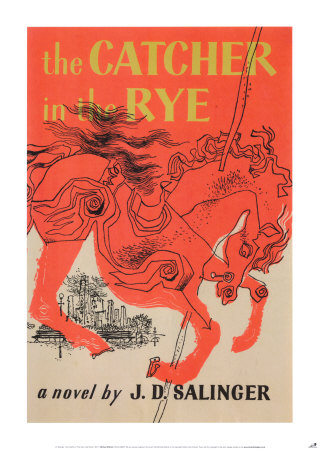 the CATCHER
in the RYE
a novel by J. D. SALINGER